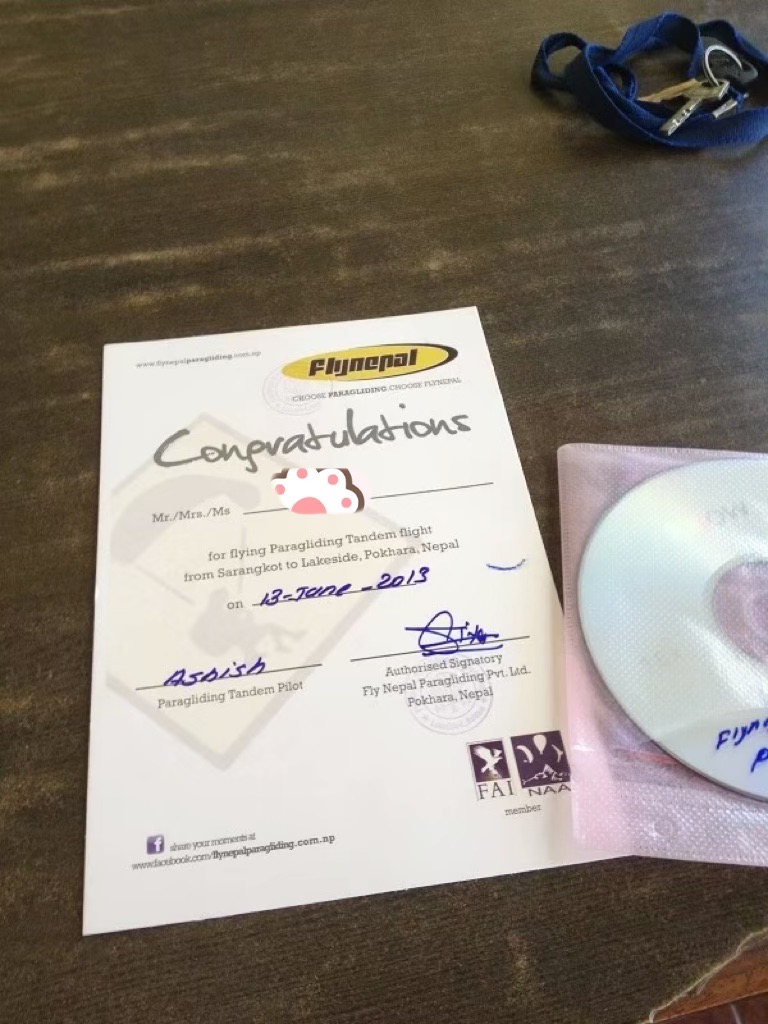 www.flynepalparagliding.com.np
Flynepal
CHOOSE PARAGLIDING. CHOOSE FLYNEPAL
Congratulations
Mr./Mrs./Ms
for flying Paragliding Tandem flight
from Sarangkot to Lakeside, Pokhara, Nepal
on 13-June-2013
Ashish
Paragliding Tandem Pilot
Authorised Signatory
Fly Nepal Paragliding Pvt. Ltd.
Pokhara, Nepal
FAI NAA
member
f share your moments at
www.facebook.com/flynepalparagliding.com.np